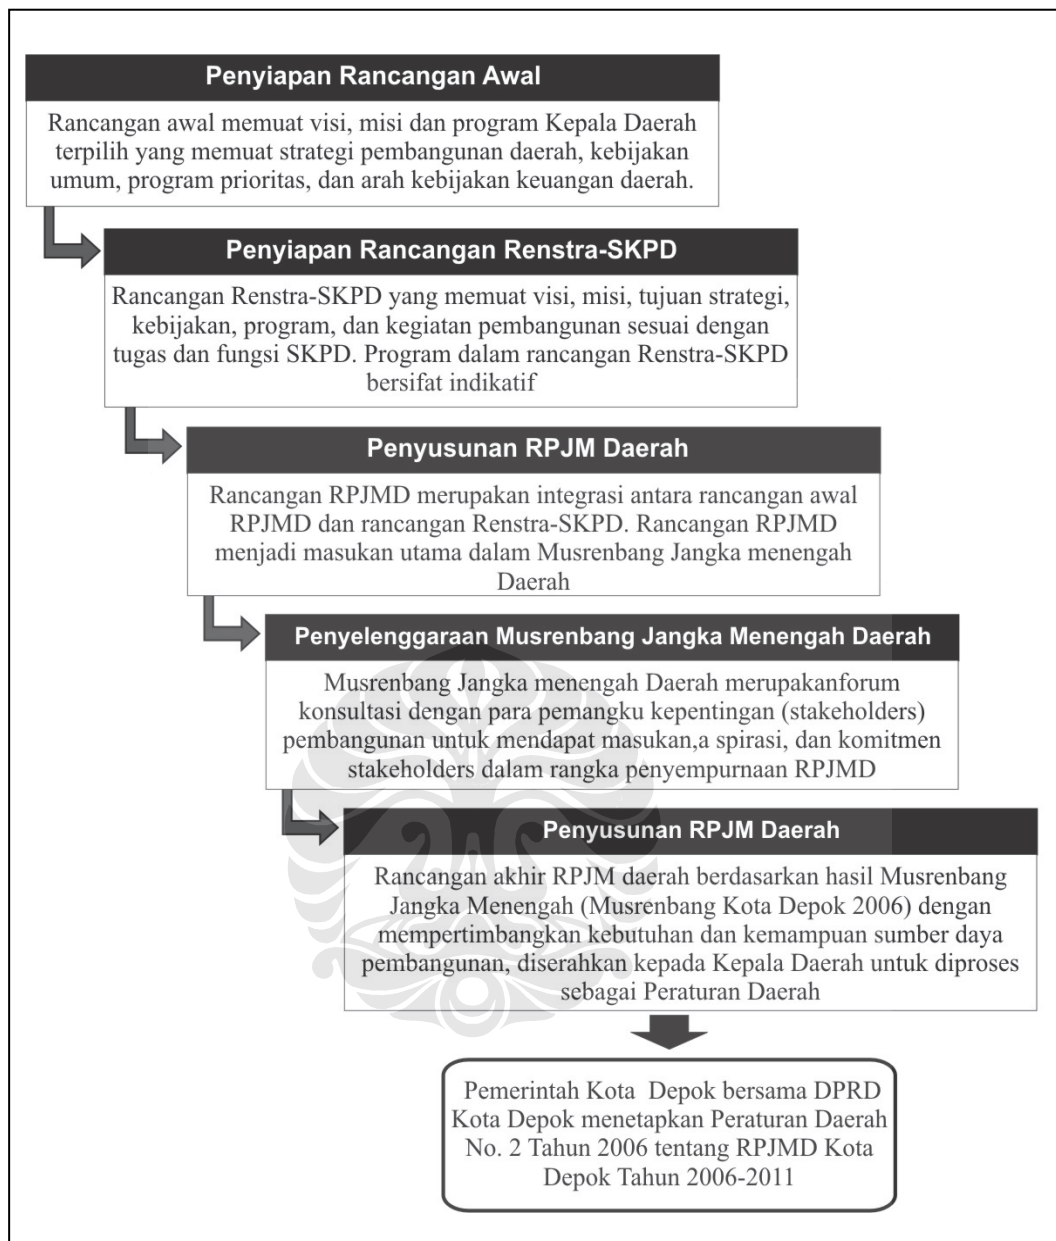 Penyiapan Rancangan Awal
Rancangan awal memuat visi, misi dan program Kepala Daerah
terpilih yang memuat strategi pembangunan daerah, kebijakan
umum, program prioritas, dan arah kebijakan keuangan daerah.
Penyiapan Rancangan Renstra-SKPD
Rancangan Renstra-SKPD yang memuat visi, misi, tujuan strategi,
kebijakan, program, dan kegiatan pembangunan sesuai dengan
tugas dan fungsi SKPD. Program dalam rancangan Renstra-SKPD
bersifat indikatif
Penyusunan RPJM Daerah
Rancangan RPJMD merupakan integrasi antara rancangan awal
RPJMD dan rancangan Renstra-SKPD. Rancangan RPJMD
menjadi masukan utama dalam Musrenbang Jangka menengah
Daerah
Penyelenggaraan Musrenbang Jangka Menengah Daerah
Musrenbang Jangka menengah Daerah merupakanforum
konsultasi dengan para pemangku kepentingan (stakeholders)
pembangunan untuk mendapat masukan,a spirasi, dan komitmen
stakeholders dalam rangka penyempurnaan RPJMD
Penyusunan RPJM Daerah
Rancangan akhir RPJM daerah berdasarkan hasil Musrenbang
Jangka Menengah (Musrenbang Kota Depok 2006) dengan
mempertimbangkan kebutuhan dan kemampuan sumber daya
pembangunan, diserahkan kepada Kepala Daerah untuk diproses
sebagai Peraturan Daerah
Pemerintah Kota Depok bersama DPRD
Kota Depok menetapkan Peraturan Daerah
No. 2 Tahun 2006 tentang RPJMD Kota
Depok Tahun 2006-2011